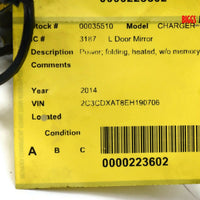 0000223602
Stock # 00035510 Model CHARGER
IC # 3187 L Door Mirror
Description Power, folding, heated, w/o memory
Comments
Year 2014
VIN 2C3CDXAT8EH190706
Located
Condition
A B C
0000223602